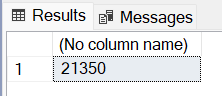 Results Messages
(No column name)
1 21350